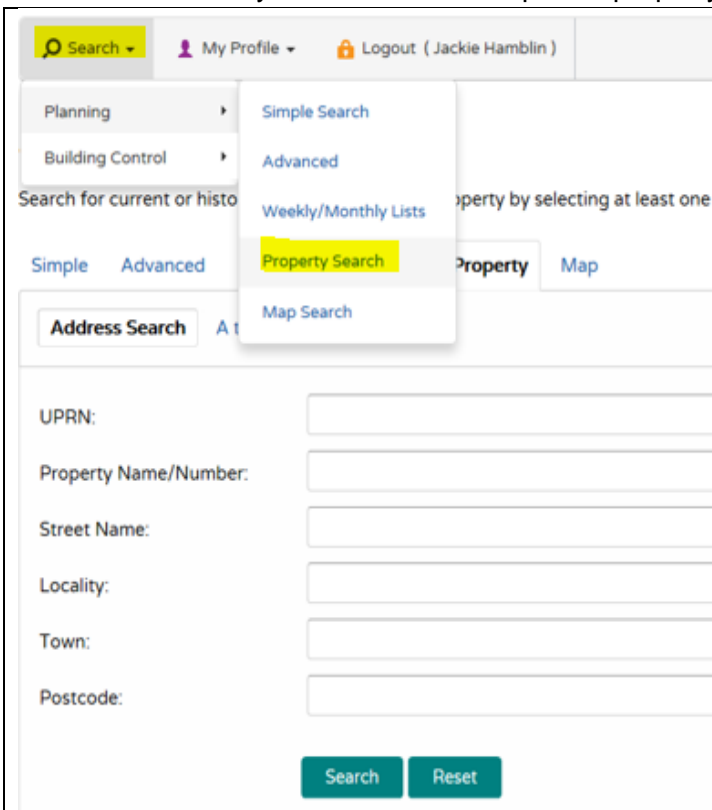 Search My Profile Logout ( Jackie Hamblin )
Planning
Building Control
Simple Search
Advanced
Weekly/Monthly Lists
Property Search
Map Search
Search for current or histo operty by selecting at least one
Simple Advanced Property Map
Address Search A t
UPRN:
Property Name/Number:
Street Name:
Locality:
Town:
Postcode:
Search Reset